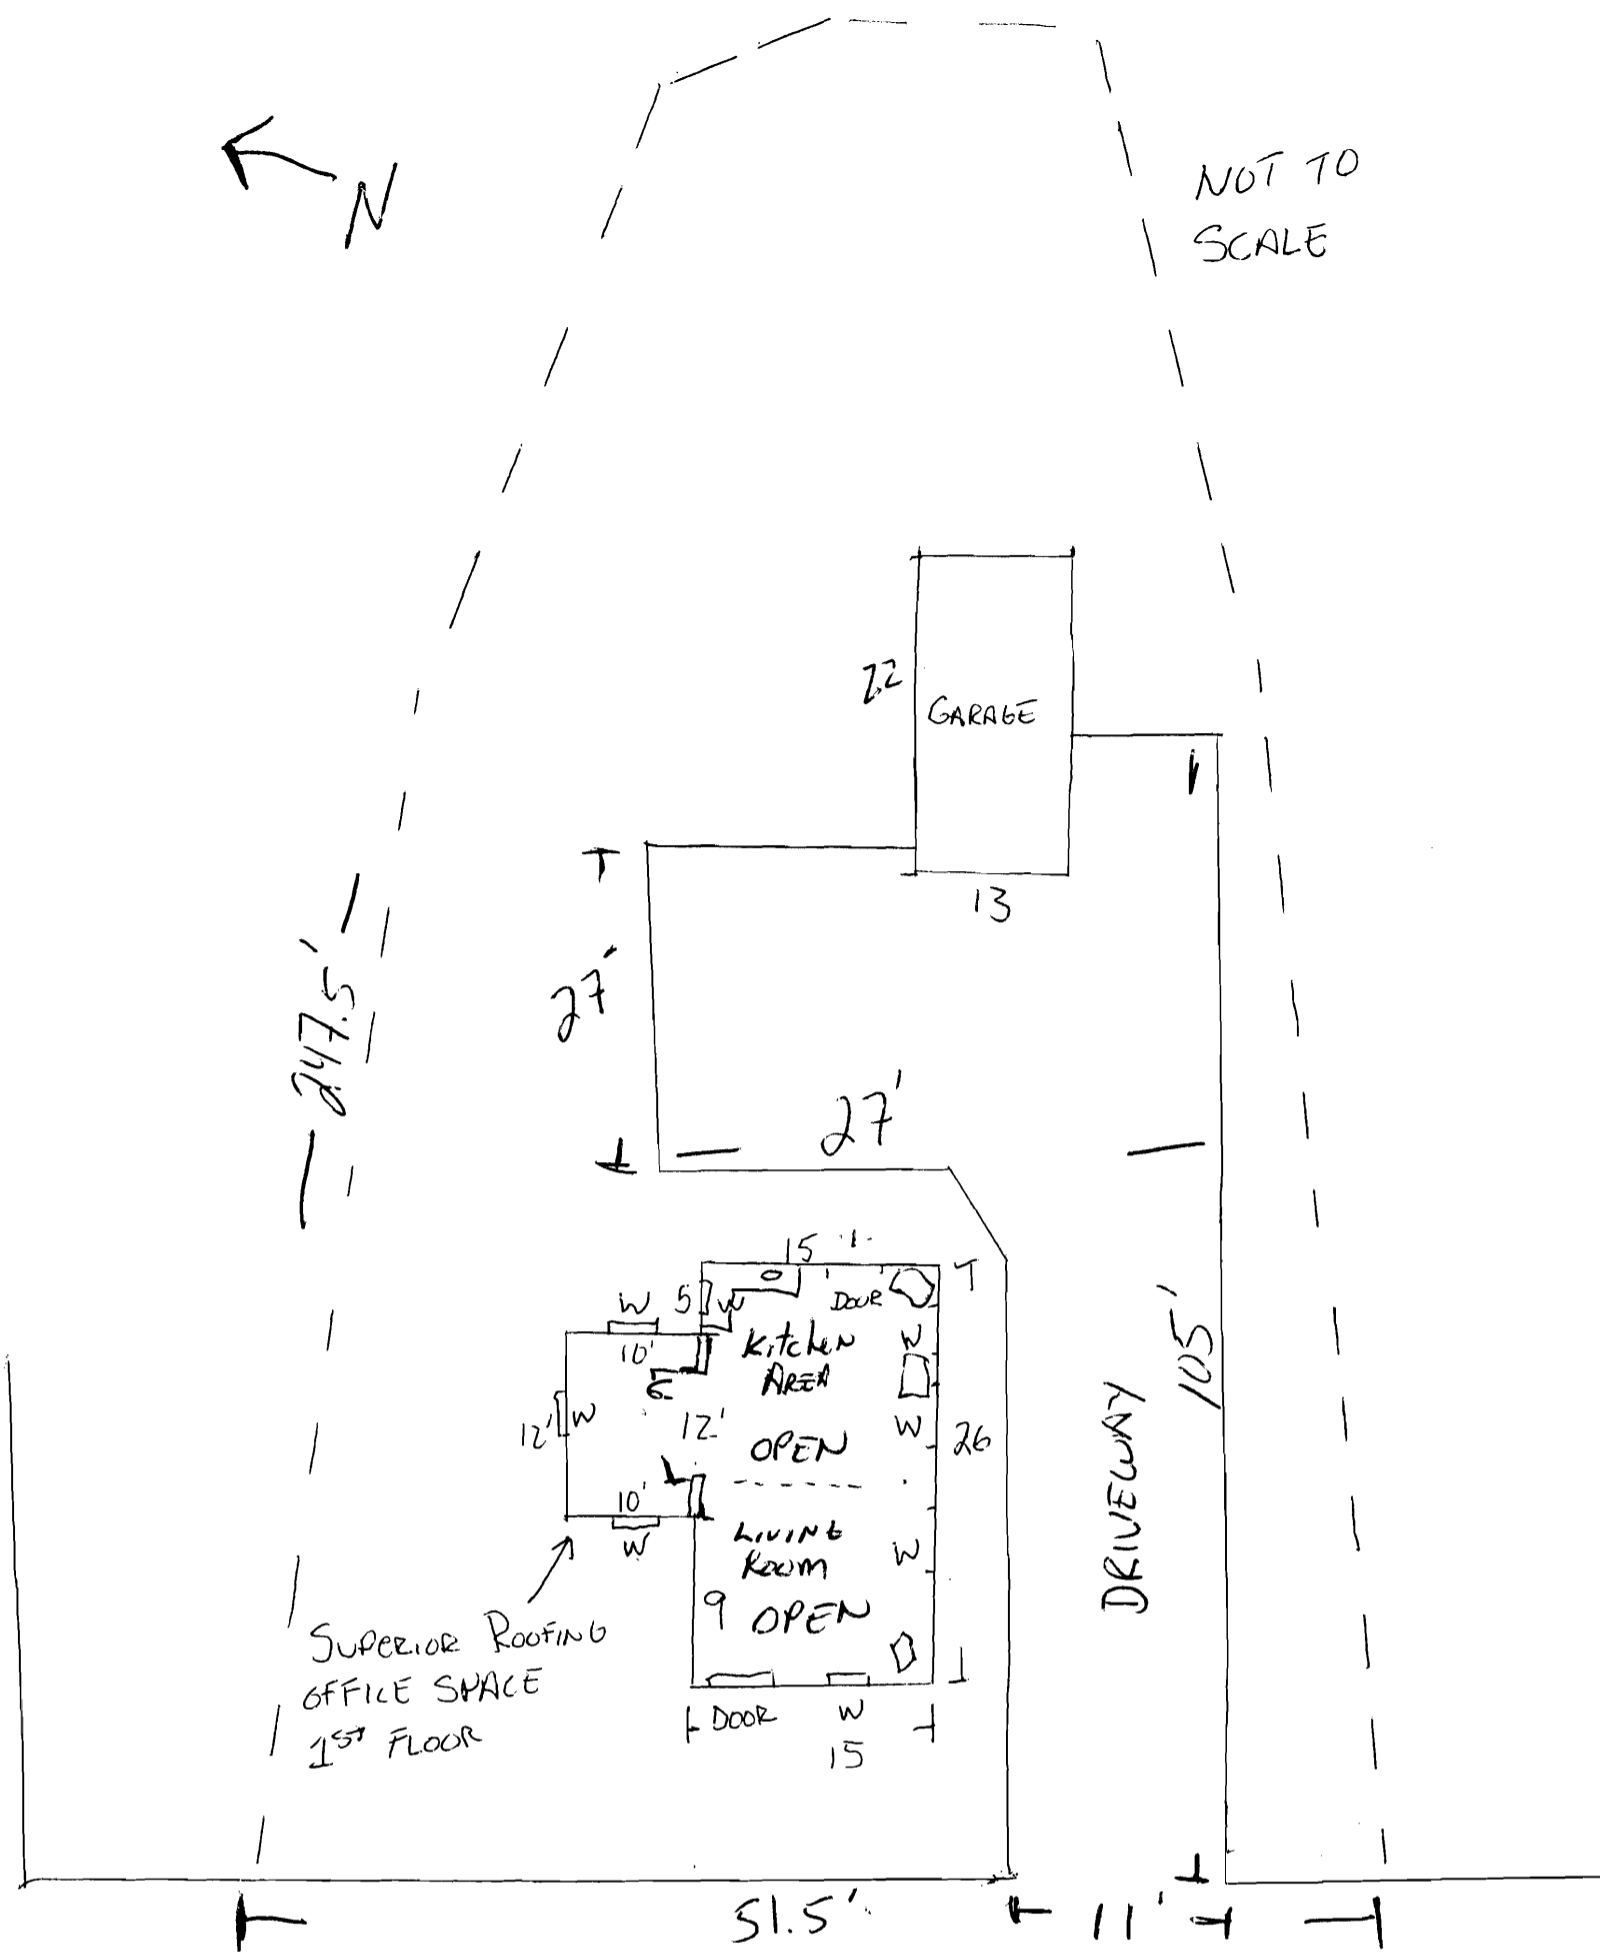 N
NOT TO
SCALE
22
GARAGE
13
27'
247.5'
27'
15
5
W
DOOR
W
W
10'
Kitchen
AREA
6
12'
W
12'
OPEN
W
26
10'
W
LIVING
ROOM
W
9
OPEN
DRIVEWAY
105'
SUPERIOR ROOFING
OFFICE SPACE
1ST FLOOR
DOOR
W
15
51.5'
11'